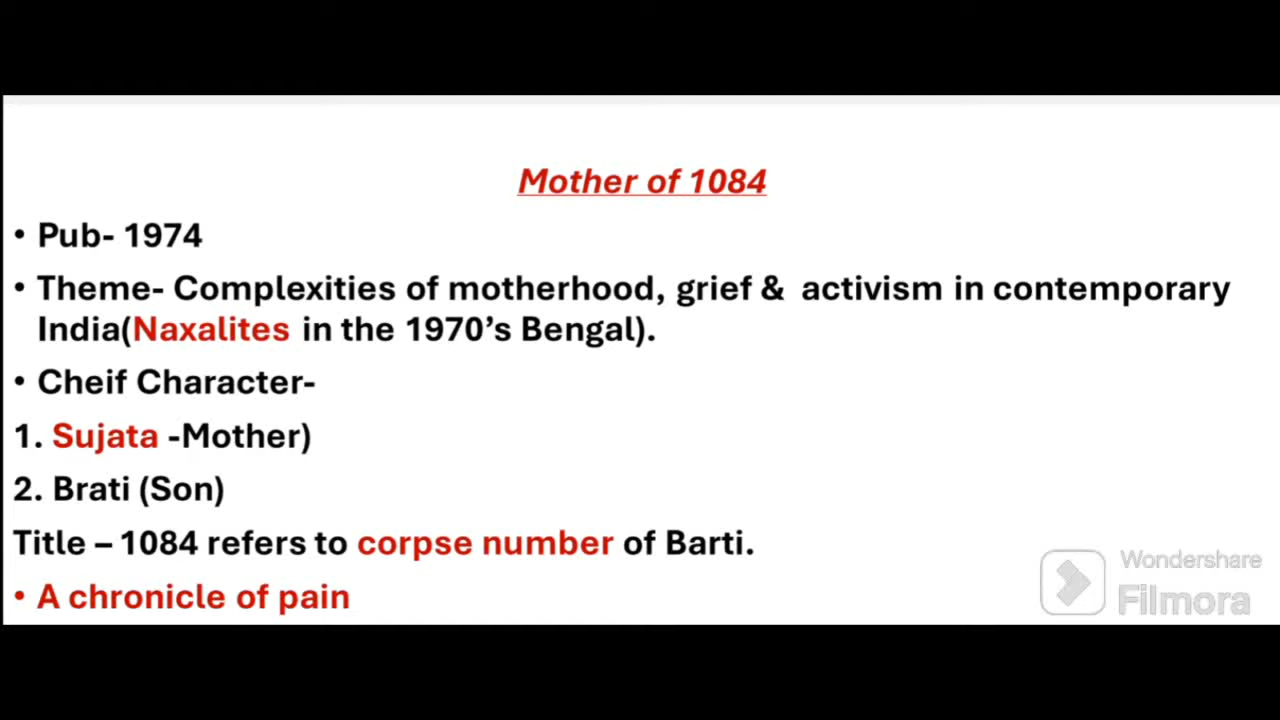 Mother of 1084
• Pub- 1974
• Theme- Complexities of motherhood, grief & activism in contemporary
India(Naxalites in the 1970's Bengal).
• Cheif Character-
1. Sujata -Mother)
2. Brati (Son)
Title – 1084 refers to corpse number of Barti.
• A chronicle of pain
Wondershare
Filmora